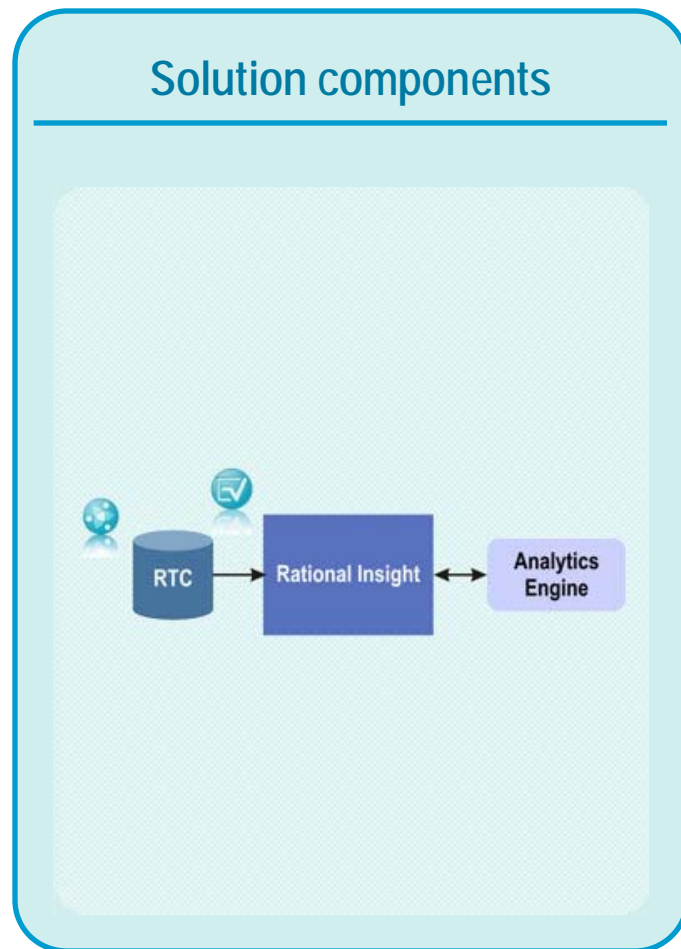 Solution components
RTC
Rational Insight
Analytics
Engine